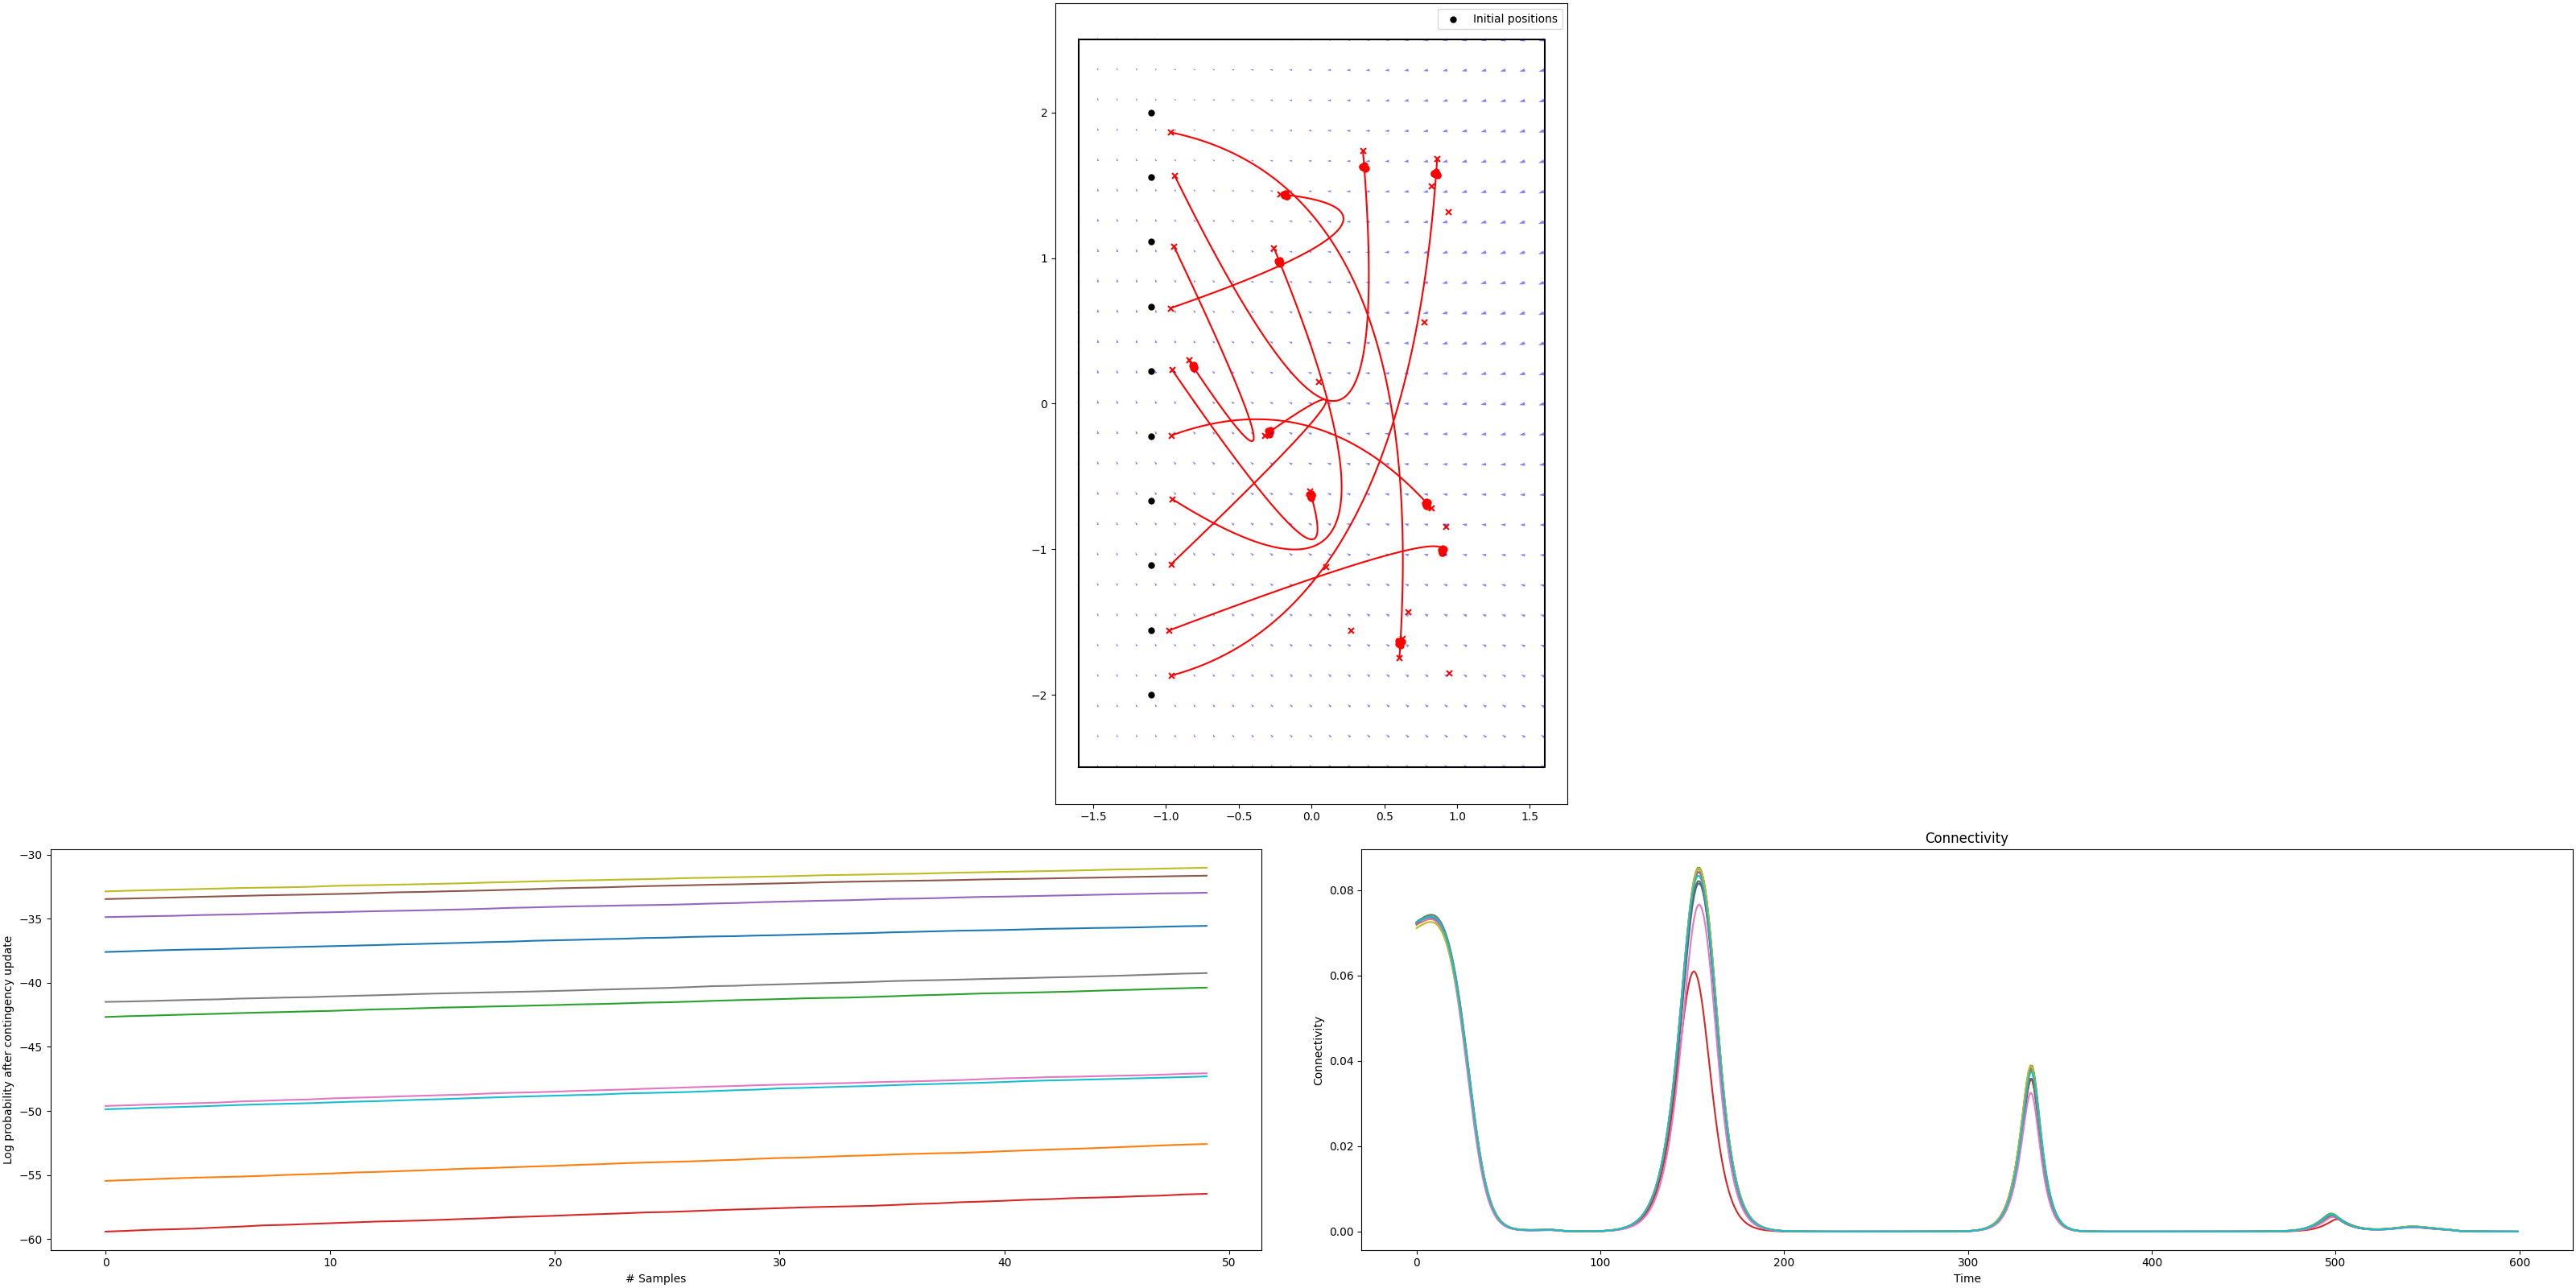 Initial positions
2
1
0
−1
−2
−1.5 −1.0 −0.5 0.0 0.5 1.0 1.5
−30
−35
−40
−45
−50
−55
−60
Log probability after contingency update
0 10 20 30 40 50
# Samples
Connectivity
0.08
0.06
0.04
0.02
0.00
Connectivity
0 100 200 300 400 500 600
Time